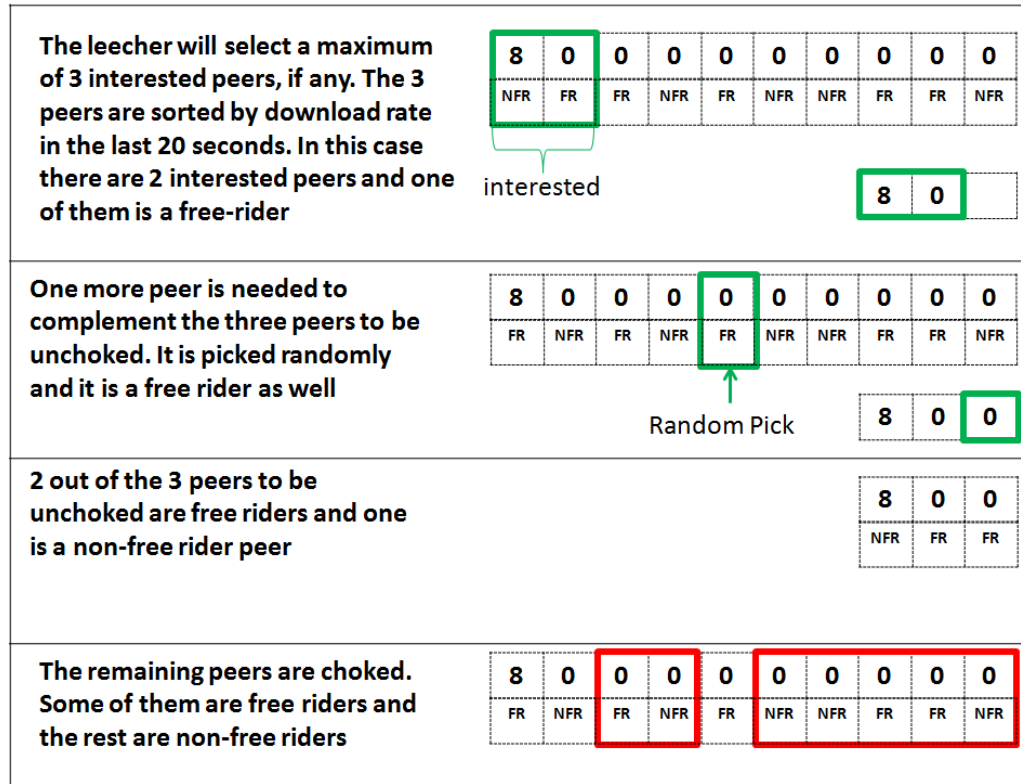 The leecher will select a maximum
of 3 interested peers, if any. The 3
peers are sorted by download rate
in the last 20 seconds. In this case
there are 2 interested peers and one
of them is a free-rider
8 0 0 0 0 0 0 0 0 0
NFR FR FR NFR FR NFR NFR FR FR NFR
interested
8 0
One more peer is needed to
complement the three peers to be
unchoked. It is picked randomly
and it is a free rider as well
8 0 0 0 0 0 0 0 0 0
FR NFR FR NFR FR NFR NFR FR FR NFR
Random Pick
8 0 0
2 out of the 3 peers to be
unchoked are free riders and one
is a non-free rider peer
8 0 0
NFR FR FR
The remaining peers are choked.
Some of them are free riders and
the rest are non-free riders
8 0 0 0 0 0 0 0 0 0
FR NFR FR NFR FR NFR NFR FR FR NFR